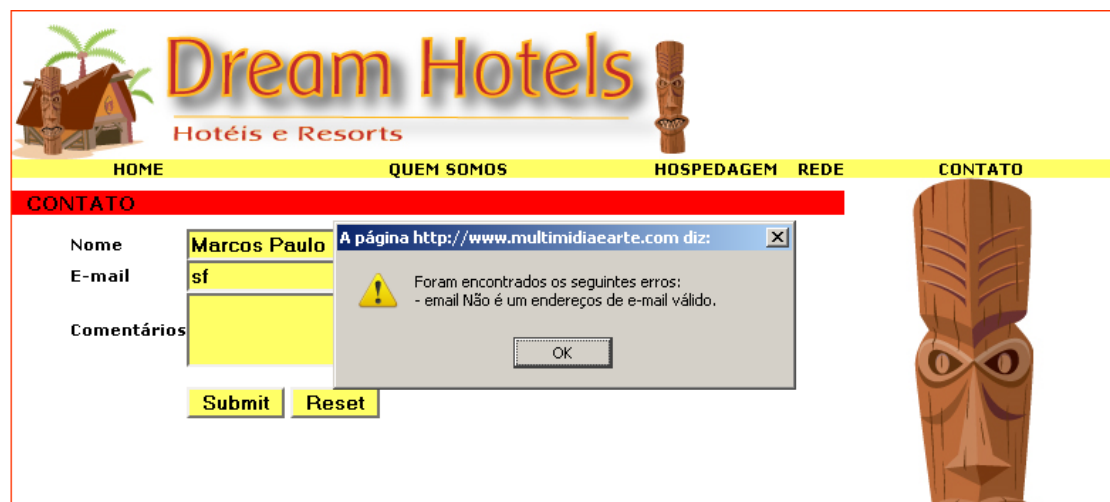 Dream Hotels
Hotéis e Resorts
HOME QUEM SOMOS HOSPEDAGEM REDE CONTATO
CONTATO
Nome Marcos Paulo
E-mail sf
Comentários
A página http://www.multimidiaearte.com diz:
Foram encontrados os seguintes erros:
- email Não é um endereços de e-mail válido.
OK
Submit Reset